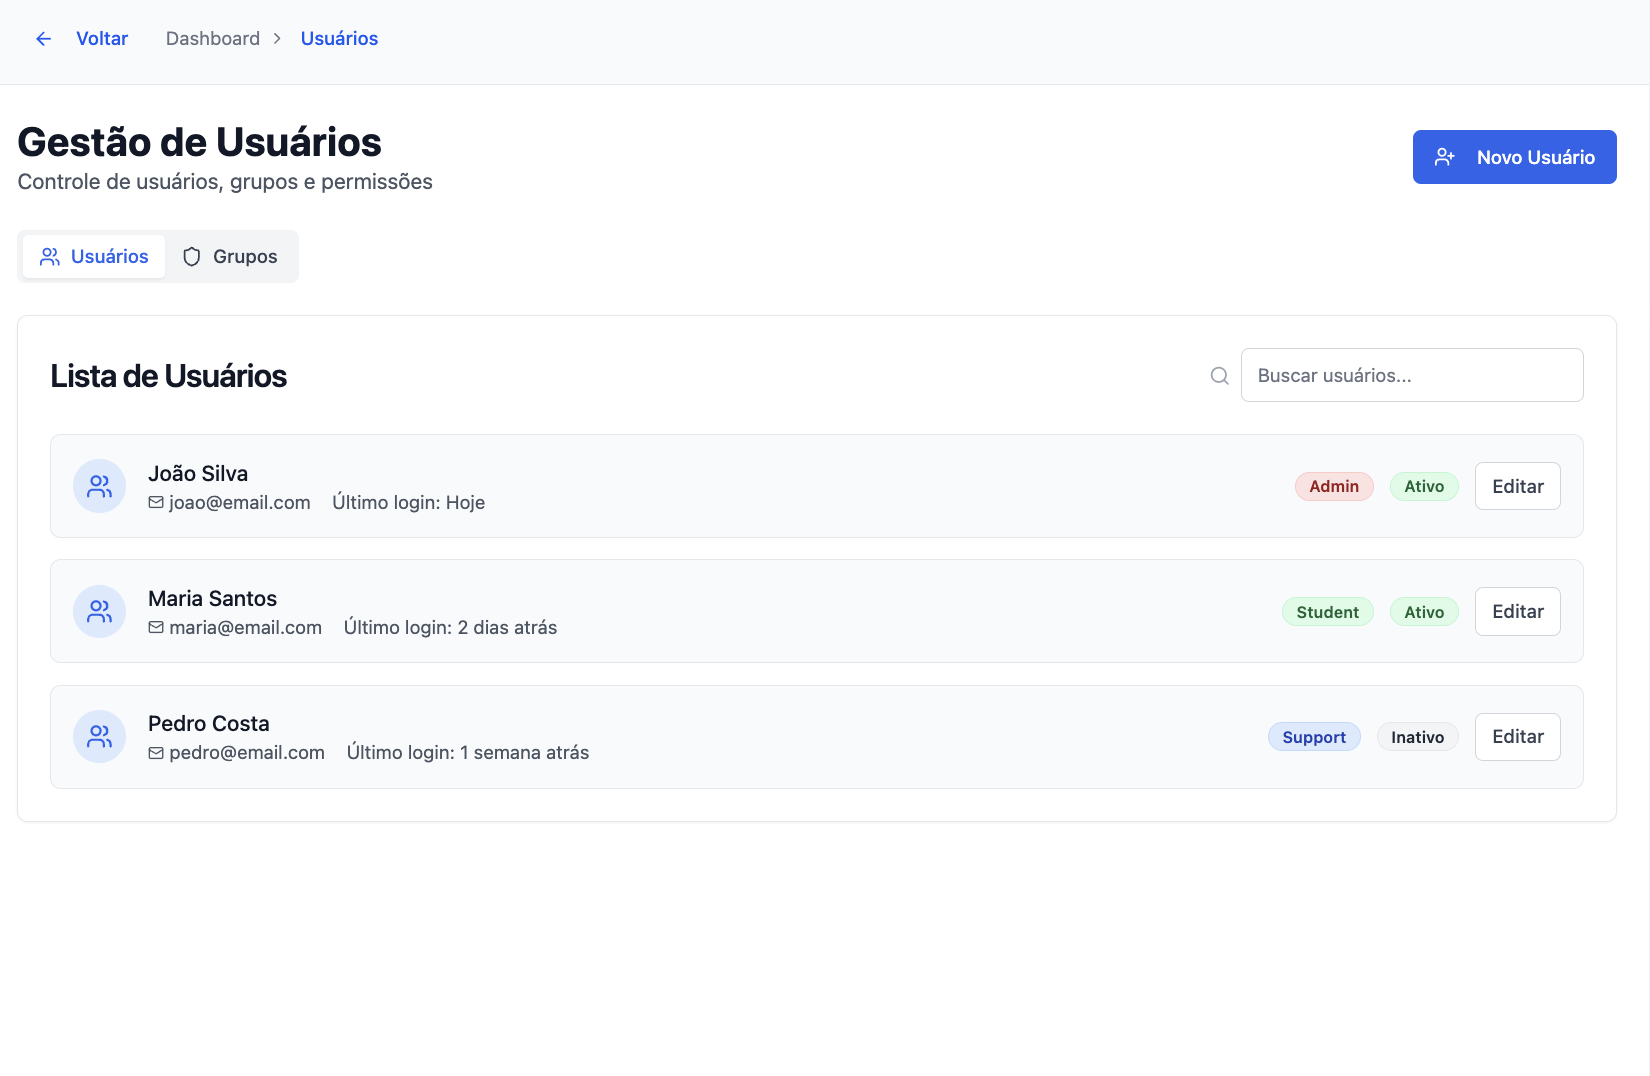 Voltar Dashboard > Usuários
Gestão de Usuários
Controle de usuários, grupos e permissões
Novo Usuário
Usuários Grupos
Lista de Usuários
Buscar usuários...
João Silva
joao@email.com Último login: Hoje
Admin Ativo Editar
Maria Santos
maria@email.com Último login: 2 dias atrás
Student Ativo Editar
Pedro Costa
pedro@email.com Último login: 1 semana atrás
Support Inativo Editar